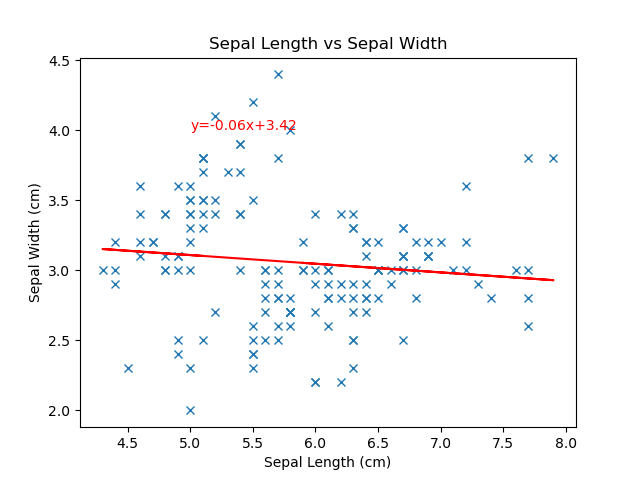 Sepal Length vs Sepal Width
4.5
4.0
3.5
3.0
2.5
2.0
Sepal Width (cm)
y=-0.06x+3.42
4.5 5.0 5.5 6.0 6.5 7.0 7.5 8.0
Sepal Length (cm)